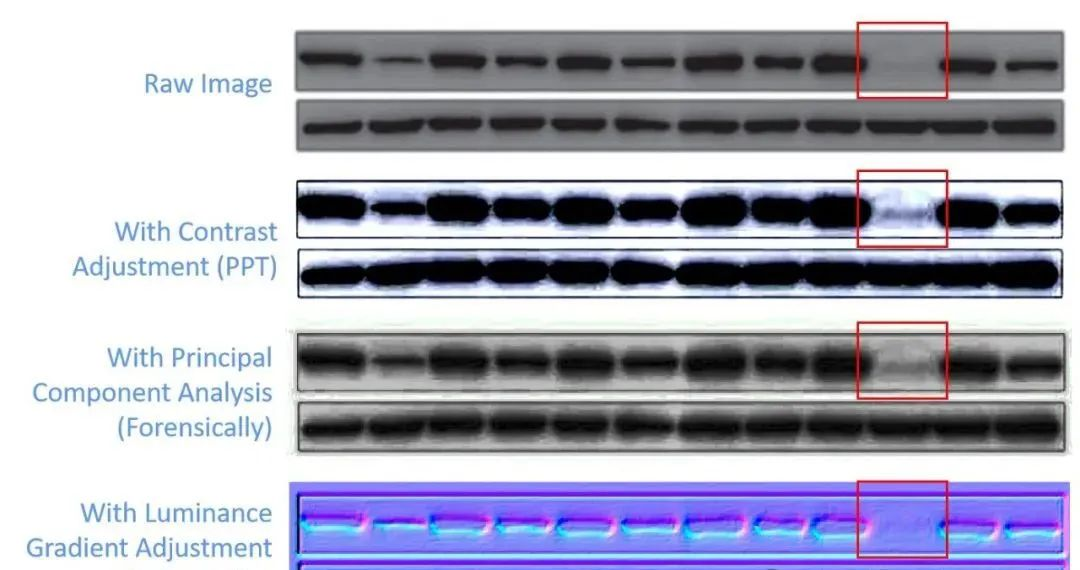 Raw Image
With Contrast
Adjustment (PPT)
With Principal
Component Analysis
(Forensically)
With Luminance
Gradient Adjustment